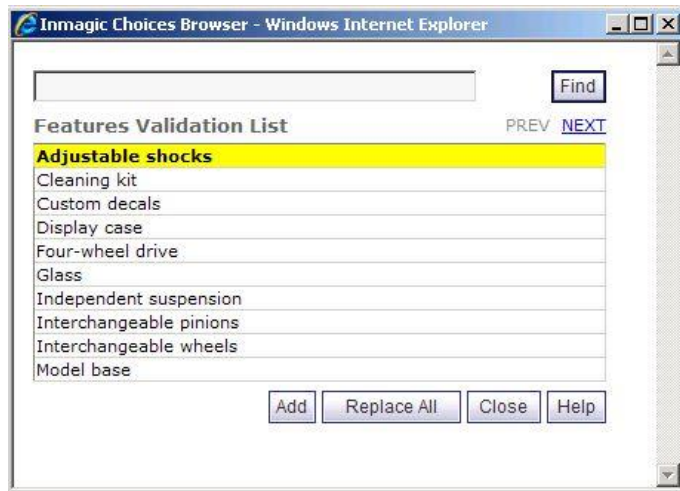 Inmagic Choices Browser - Windows Internet Explorer
Find
Features Validation List PREV NEXT
Adjustable shocks
Cleaning kit
Custom decals
Display case
Four-wheel drive
Glass
Independent suspension
Interchangeable pinions
Interchangeable wheels
Model base
Add Replace All Close Help